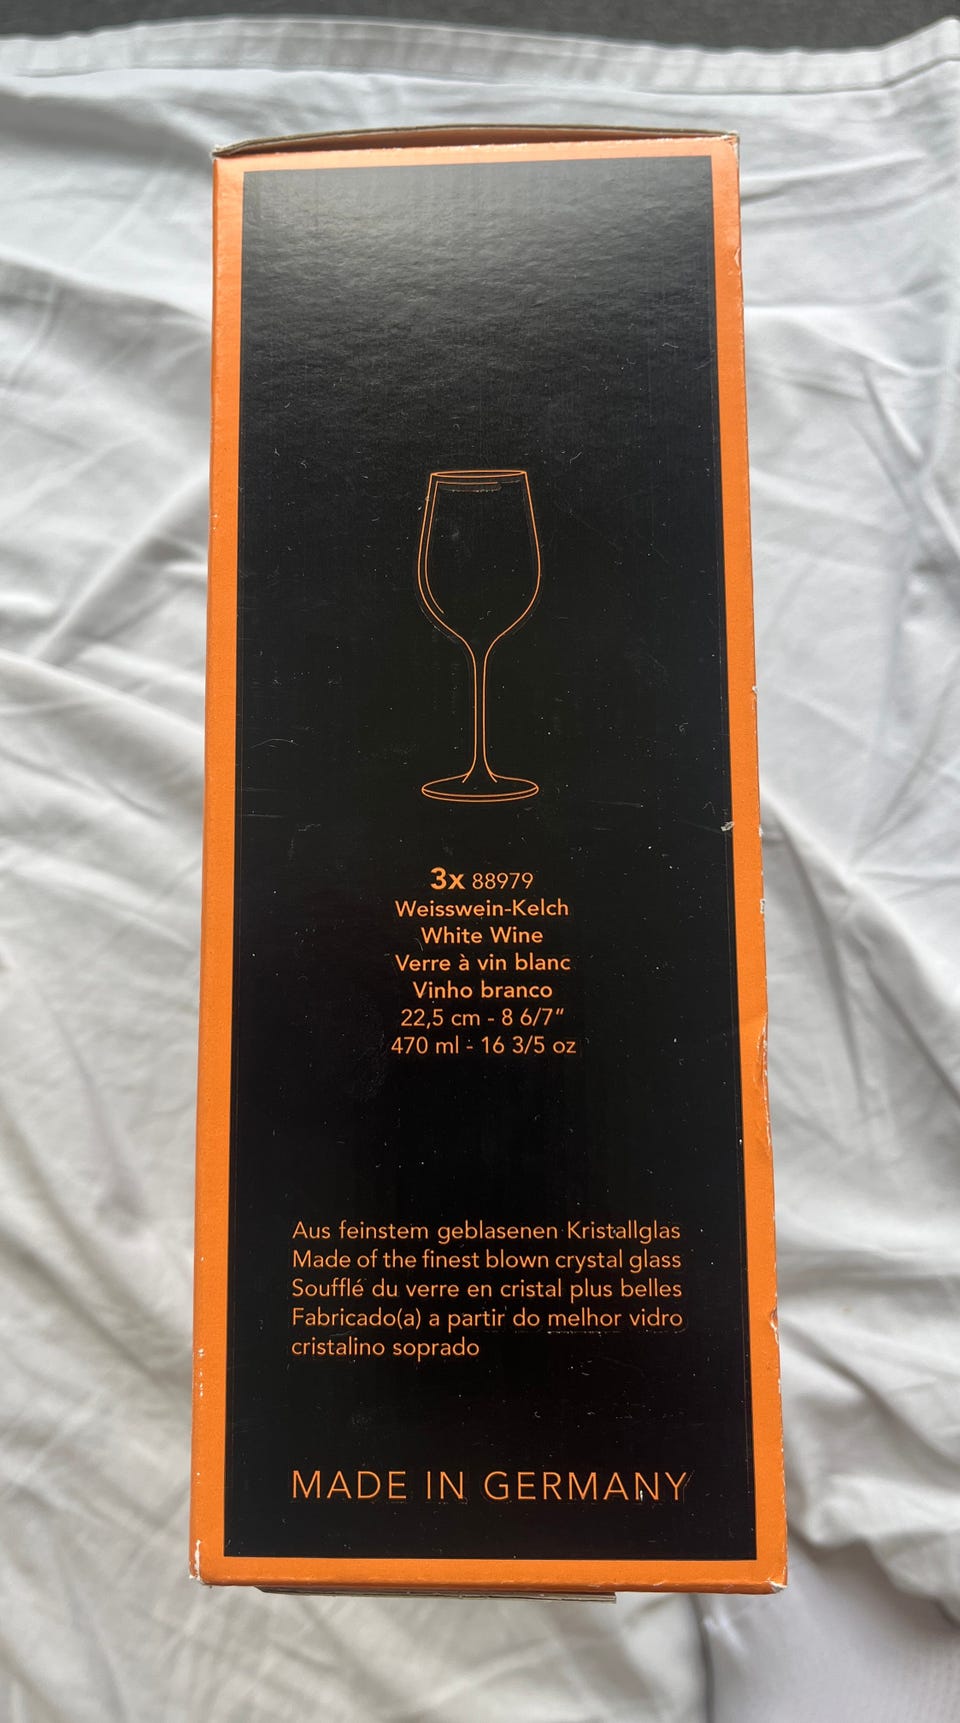 3x 88979
Weisswein-Kelch
White Wine
Verre à vin blanc
Vinho branco
22,5 cm - 8 6/7"
470 ml - 16 3/5 oz
Aus feinstem geblasenen Kristallglas
Made of the finest blown crystal glass
Soufflé du verre en cristal plus belles
Fabricado(a) a partir do melhor vidro
cristalino soprado
MADE IN GERMANY